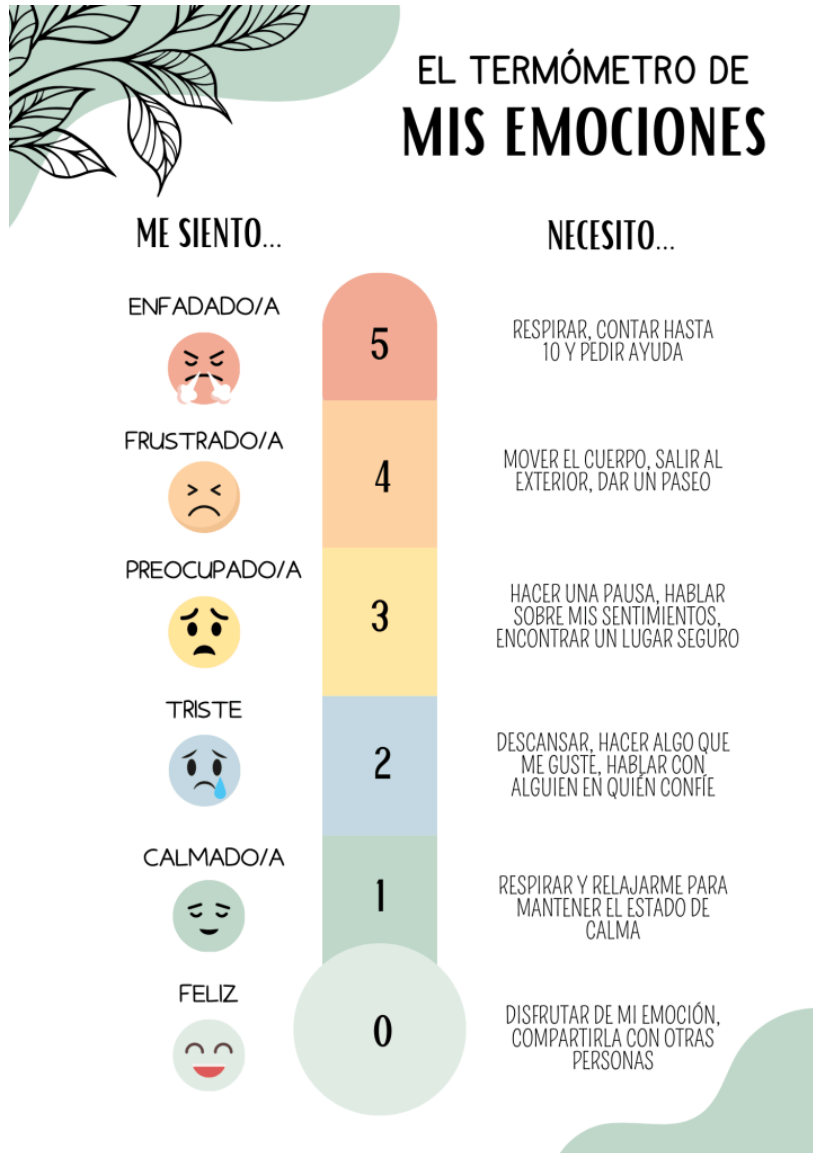 EL TERMÓMETRO DE
MIS EMOCIONES
ME SIENTO...
NECESITO...
ENFADADO/A
5
RESPIRAR, CONTAR HASTA
10 Y PEDIR AYUDA
FRUSTRADO/A
4
MOVER EL CUERPO, SALIR AL
EXTERIOR, DAR UN PASEO
PREOCUPADO/A
3
HACER UNA PAUSA, HABLAR
SOBRE MIS SENTIMIENTOS,
ENCONTRAR UN LUGAR SEGURO
TRISTE
2
DESCANSAR, HACER ALGO QUE
ME GUSTE, HABLAR CON
ALGUIEN EN QUIÉN CONFÍE
CALMADO/A
1
RESPIRAR Y RELAJARME PARA
MANTENER EL ESTADO DE
CALMA
FELIZ
0
DISFRUTAR DE MI EMOCIÓN,
COMPARTIRLA CON OTRAS
PERSONAS